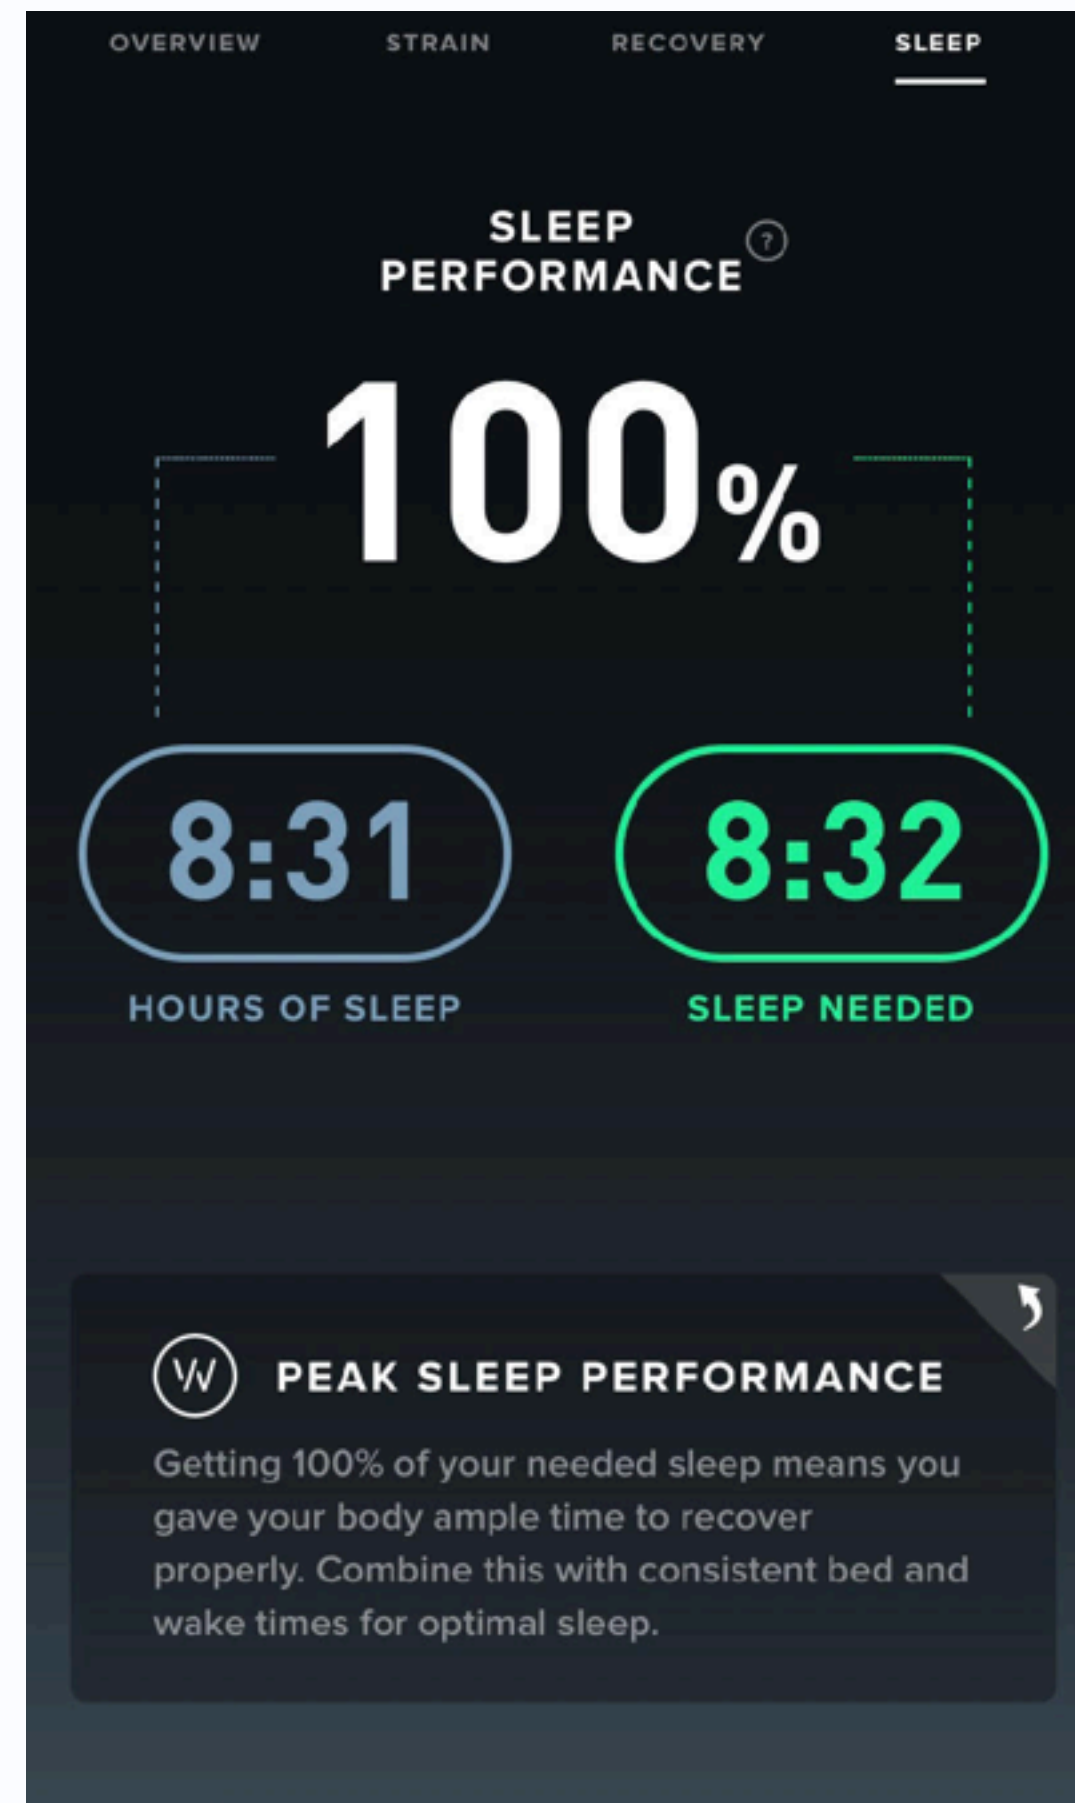 OVERVIEW STRAIN RECOVERY SLEEP
SLEEP
PERFORMANCE ?
100%
8:31 8:32
HOURS OF SLEEP SLEEP NEEDED
W PEAK SLEEP PERFORMANCE
Getting 100% of your needed sleep means you
gave your body ample time to recover
properly. Combine this with consistent bed and
wake times for optimal sleep.